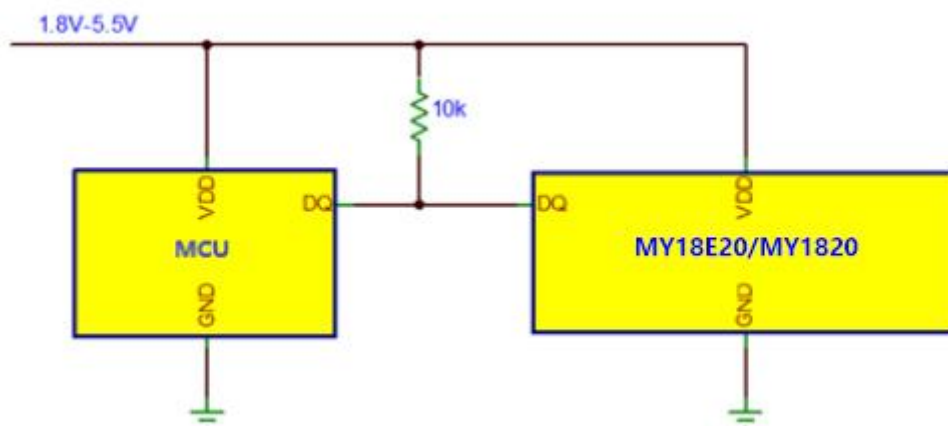 1.8V-5.5V
10k
VDD
DQ
MCU
GND
DQ
VDD
MY18E20/MY1820
GND